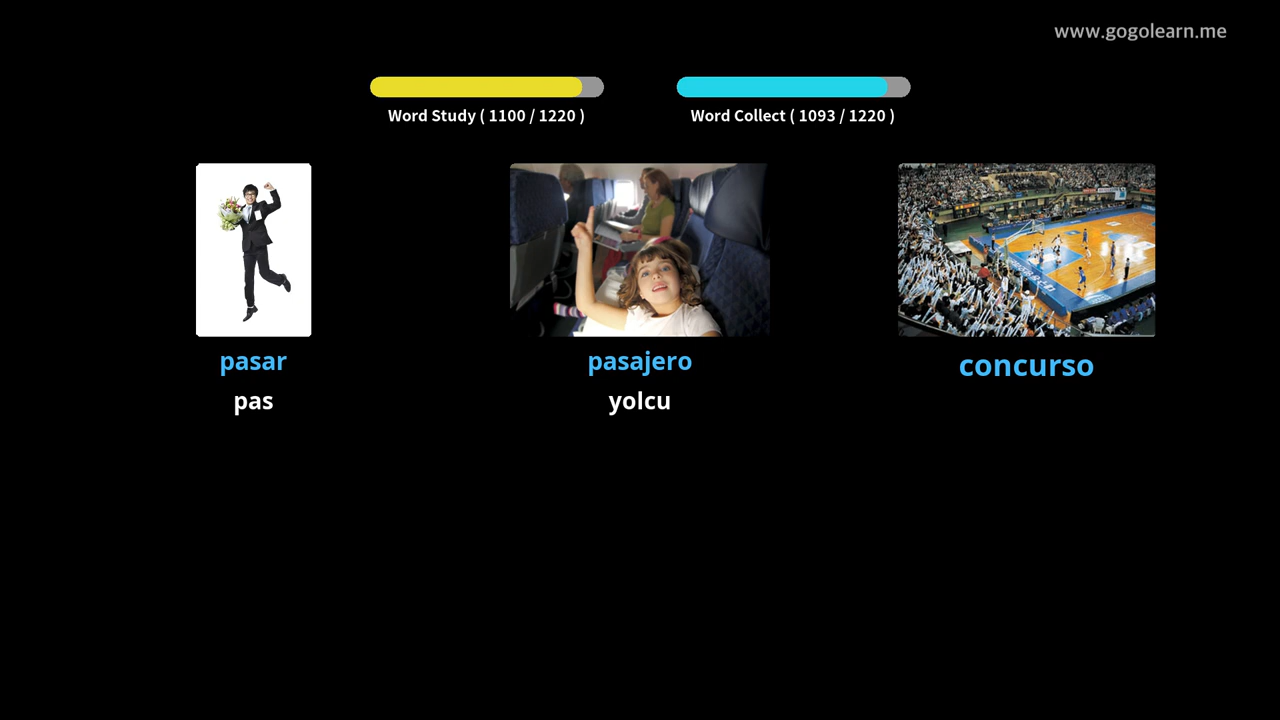 www.gogolearn.me
Word Study ( 1100 / 1220 )
Word Collect ( 1093 / 1220 )
pasar
pas
pasajero
yolcu
concurso